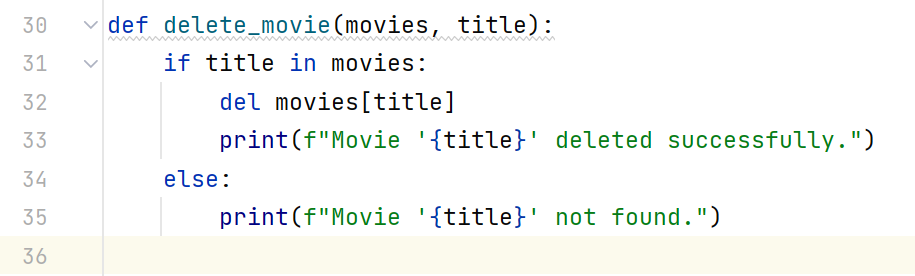 30 def delete_movie(movies, title):
31     if title in movies:
32         del movies[title]
33         print(f"Movie '{title}' deleted successfully.")
34     else:
35         print(f"Movie '{title}' not found.")
36